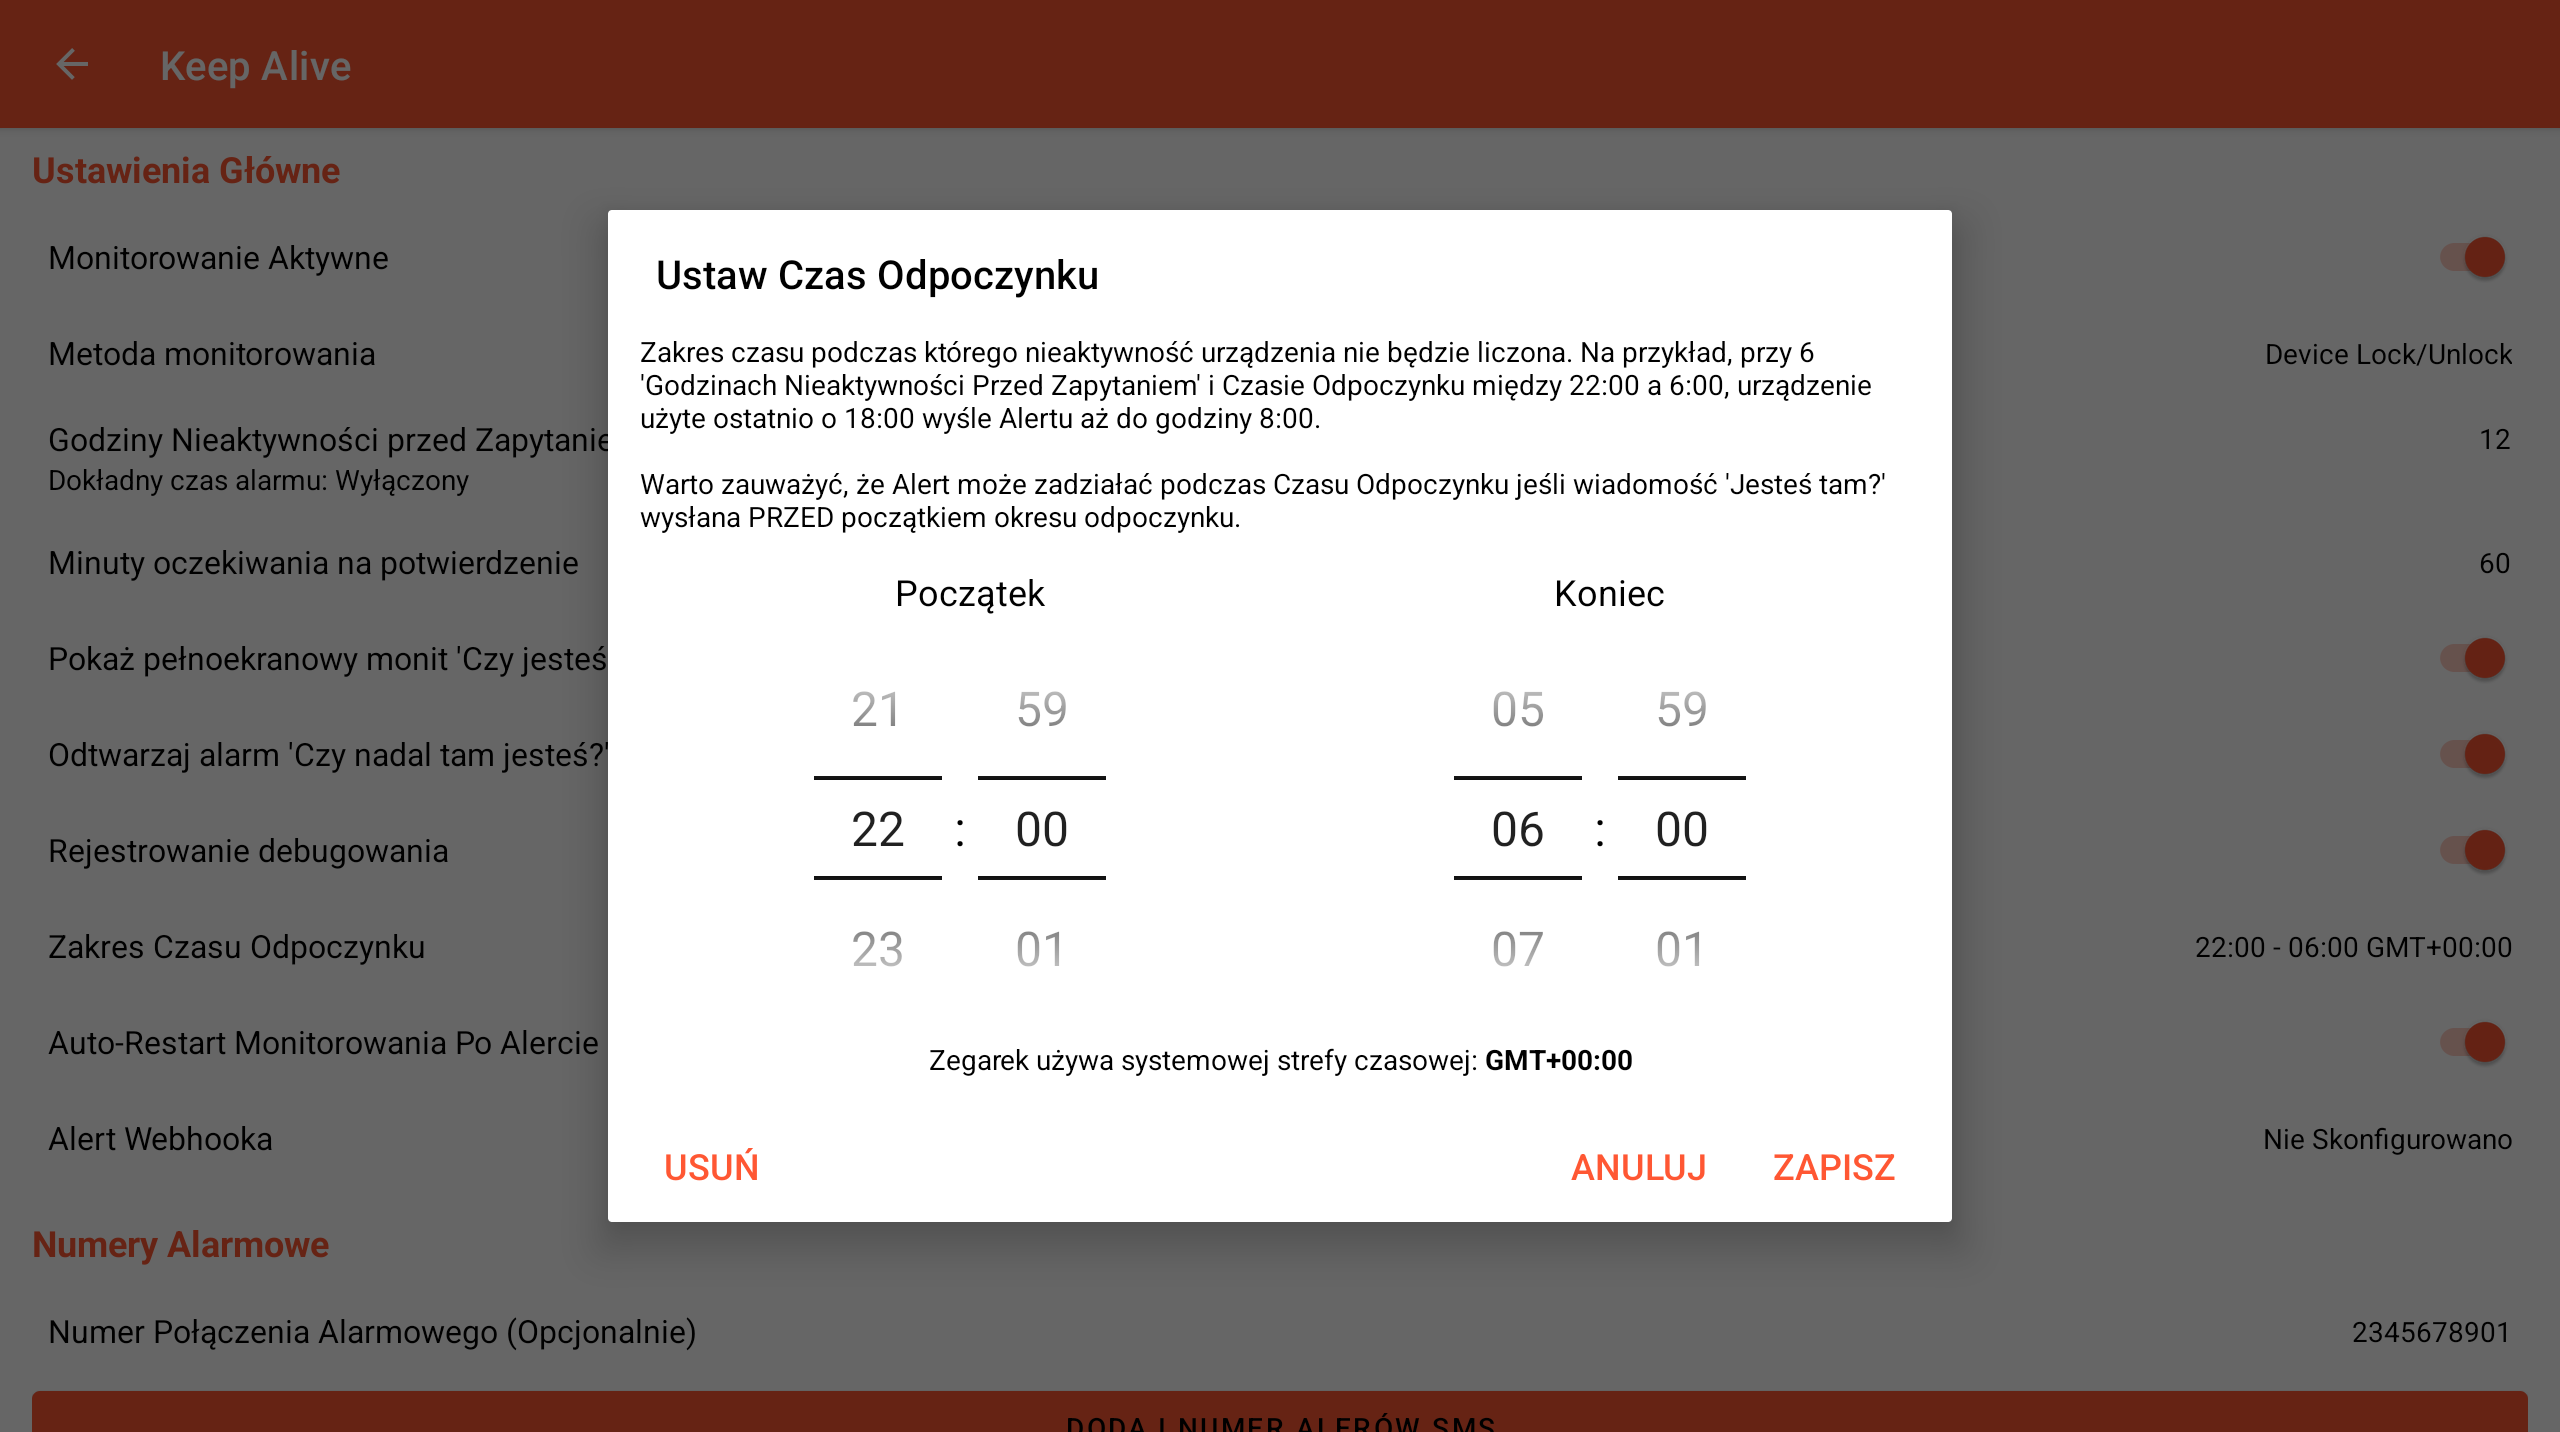 Keep Alive
Ustawienia Główne
Monitorowanie Aktywne
Metoda monitorowania
Device Lock/Unlock
Godziny Nieaktywności przed
12
Dokładny czas alarmu: Wyłączony
Minuty oczekiwania na potwierdzenie
60
Pokaż pełnoekranowy monit 'Czy jesteś
Odtwarzaj alarm 'Czy nadal tam jesteś?'
Rejestrowanie debugowania
Zakres Czasu Odpoczynku
22:00 - 06:00 GMT+00:00
Auto-Restart Monitorowania Po Alercie
Alert Webhooka
Nie Skonfigurowano
Numery Alarmowe
Numer Połączenia Alarmowego (Opcjonalnie)
2345678901
NUMER ALERÓW SMS
Ustaw Czas Odpoczynku
Zakres czasu podczas którego nieaktywność urządzenia nie będzie liczona. Na przykład, przy 6
'Godzinach Nieaktywności Przed Zapytaniem' i Czasie Odpoczynku między 22:00 a 6:00, urządzenie
użyte ostatnio o 18:00 wyśle Alertu aż do godziny 8:00.
Warto zauważyć, że Alert może zadziałać podczas Czasu Odpoczynku jeśli wiadomość 'Jesteś tam?'
wysłana PRZED początkiem okresu odpoczynku.
Początek
Koniec
21 59 05 59
22 : 00 06 : 00
23 01 07 01
Zegarek używa systemowej strefy czasowej: GMT+00:00
USUŃ
ANULUJ
ZAPISZ